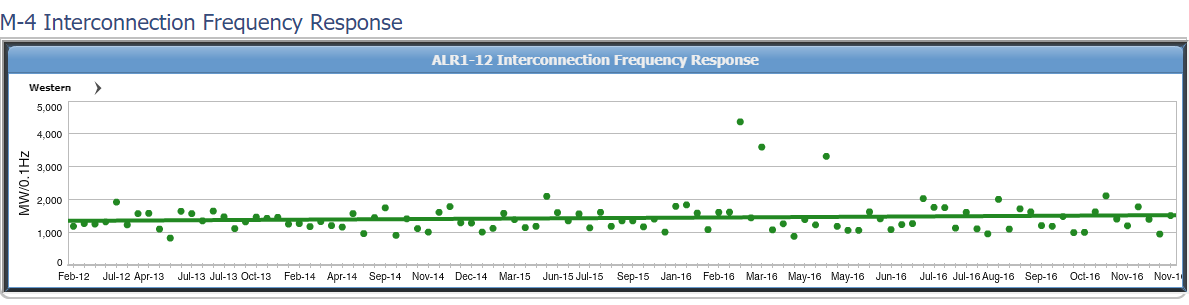 M-4 Interconnection Frequency Response
ALR1-12 Interconnection Frequency Response
Western
5,000
4,000
3,000
2,000
1,000
0
MW/0.1Hz
Feb-12 Jul-12 Apr-13 Jul-13 Jul-13 Oct-13 Feb-14 Apr-14 Sep-14 Nov-14 Dec-14 Mar-15 Jun-15 Jul-15 Sep-15 Jan-16 Feb-16 Mar-16 May-16 May-16 Jun-16 Jul-16 Jul-16 Aug-16 Sep-16 Oct-16 Nov-16 Nov-16